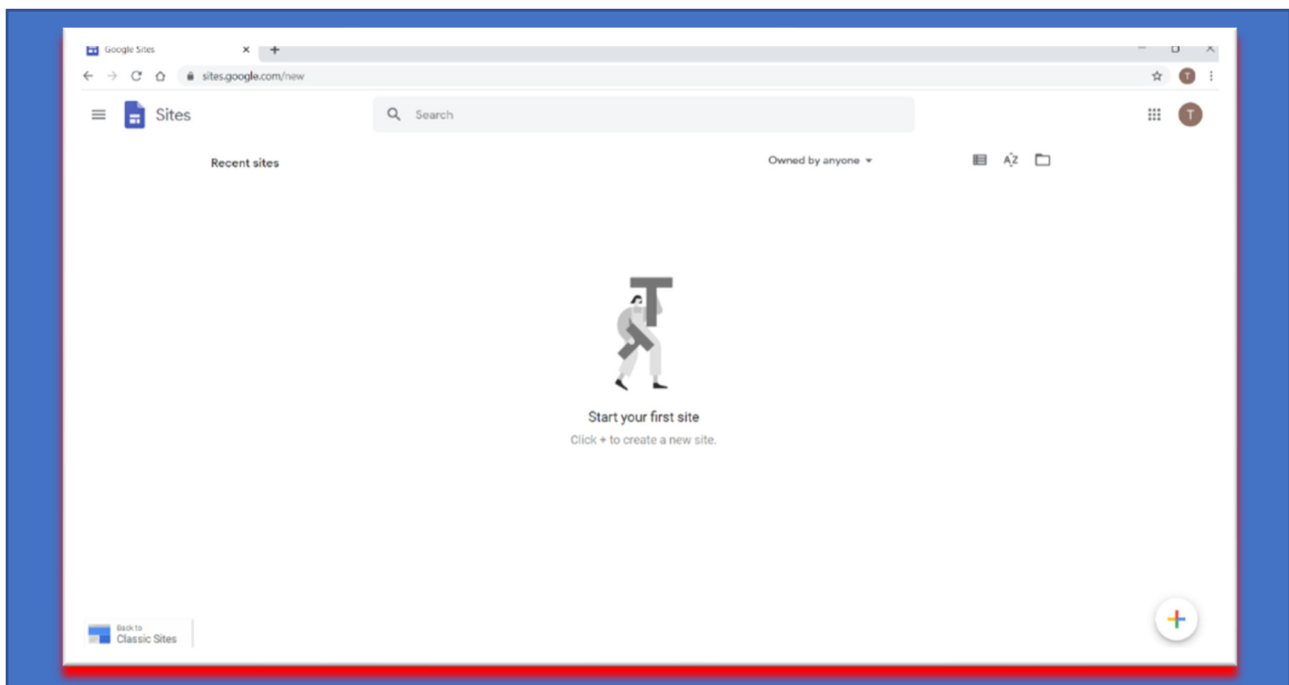 Google Sites
sites.google.com/new
T
Sites
Search
T
Recent sites
Owned by anyone
AZ
T
Start your first site
Click + to create a new site.
Back to
Classic Sites